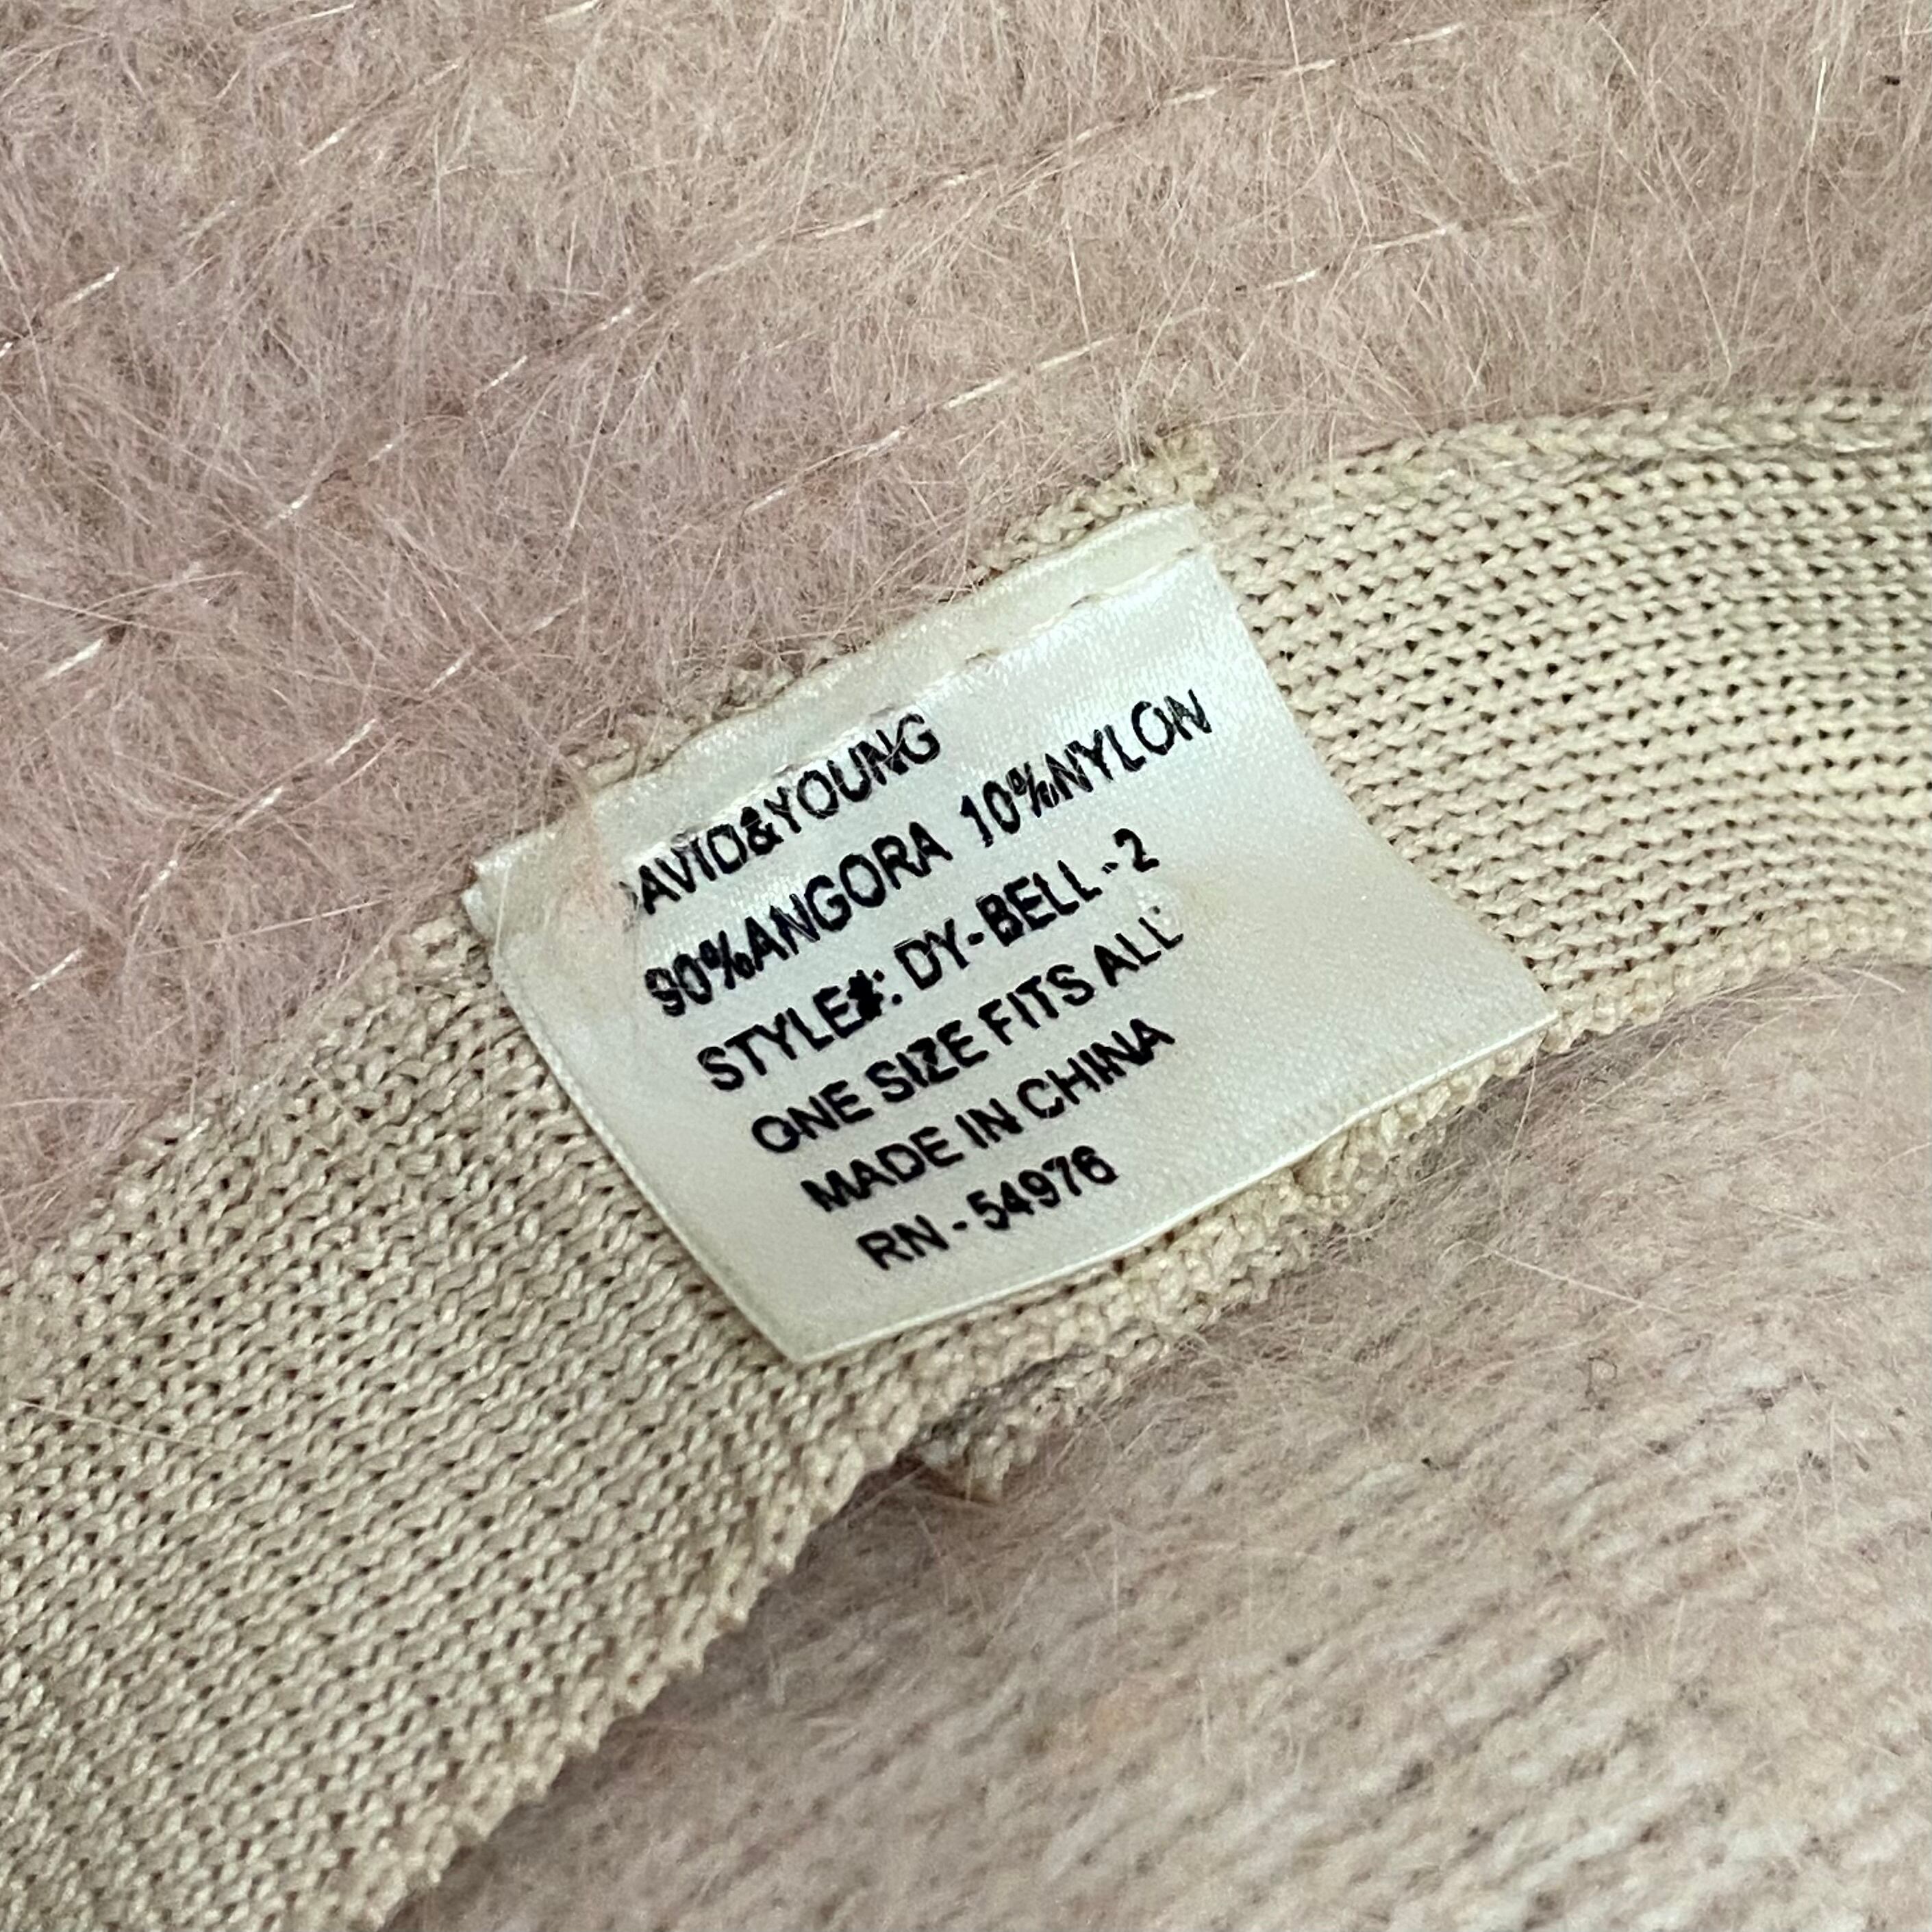 DAVID&YOUNG
90%ANGORA 10%NYLON
STYLE#: DY-BELL-2
ONE SIZE FITS ALL
MADE IN CHINA
RN-54976